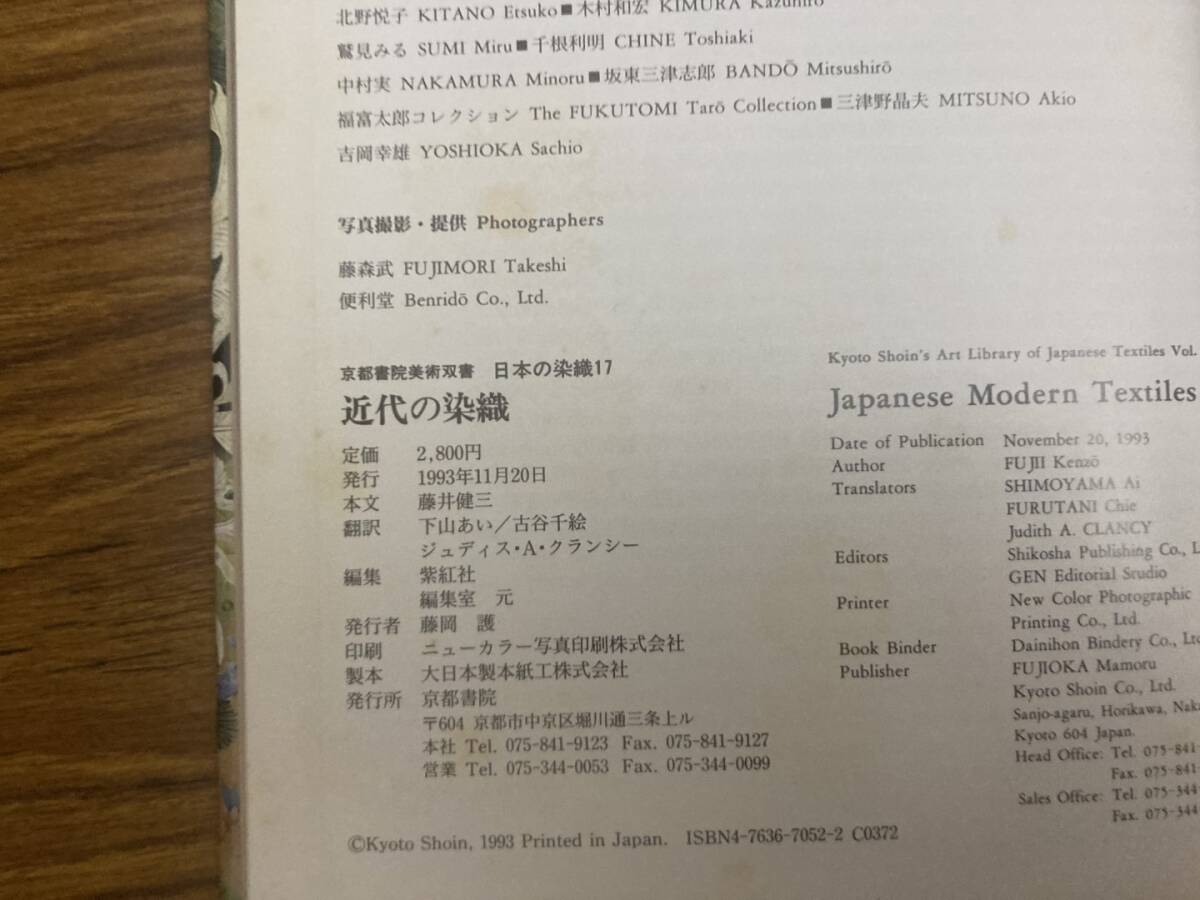 北野悦子 KITANO Etsuko■木村和宏 KIMURA Kazuhiro
鷲見みる SUMI Miru■千根利明 CHINE Toshiaki
中村実 NAKAMURA Minoru■坂東三津志郎 BANDŌ Mitsushirō
福富太郎コレクション The FUKUTOMI Tarō Collection■三津野晶夫 MITSUNO Akio
吉岡幸雄 YOSHIOKA Sachio
写真撮影・提供 Photographers
藤森武 FUJIMORI Takeshi
便利堂 Benridō Co., Ltd.
京都書院美術双書 日本の染織17
近代の染織
定価 2,800円
発行 1993年11月20日
本文 藤井健三
翻訳 下山あい/古谷千絵
ジュディス・A・クランシー
編集 紫紅社
編集室 元
発行者 藤岡 護
印刷 ニューカラー写真印刷株式会社
製本 大日本製本紙工株式会社
発行所 京都書院
〒604 京都市中京区堀川通三条上ル
本社 Tel. 075-841-9123 Fax. 075-841-9127
営業 Tel. 075-344-0053 Fax. 075-344-0099
Kyoto Shoin's Art Library of Japanese Textiles Vol.
Japanese Modern Textiles
Date of Publication November 20, 1993
Author FUJII Kenzō
Translators SHIMOYAMA Ai
FURUTANI Chie
Judith A. CLANCY
Editors Shikosha Publishing Co.,
GEN Editorial Studio
Printer New Color Photographic
Printing Co., Ltd.
Book Binder Dainihon Bindery Co.,
Publisher FUJIOKA Mamoru
Kyoto Shoin Co., Ltd.
Sanjo-agaru, Horikawa,
Kyoto 604 Japan.
Head Office: Tel. 075-841-
Fax. 075-841-
Sales Office: Tel. 075-344-
Fax. 075-344-
©Kyoto Shoin, 1993 Printed in Japan. ISBN4-7636-7052-2 C0372